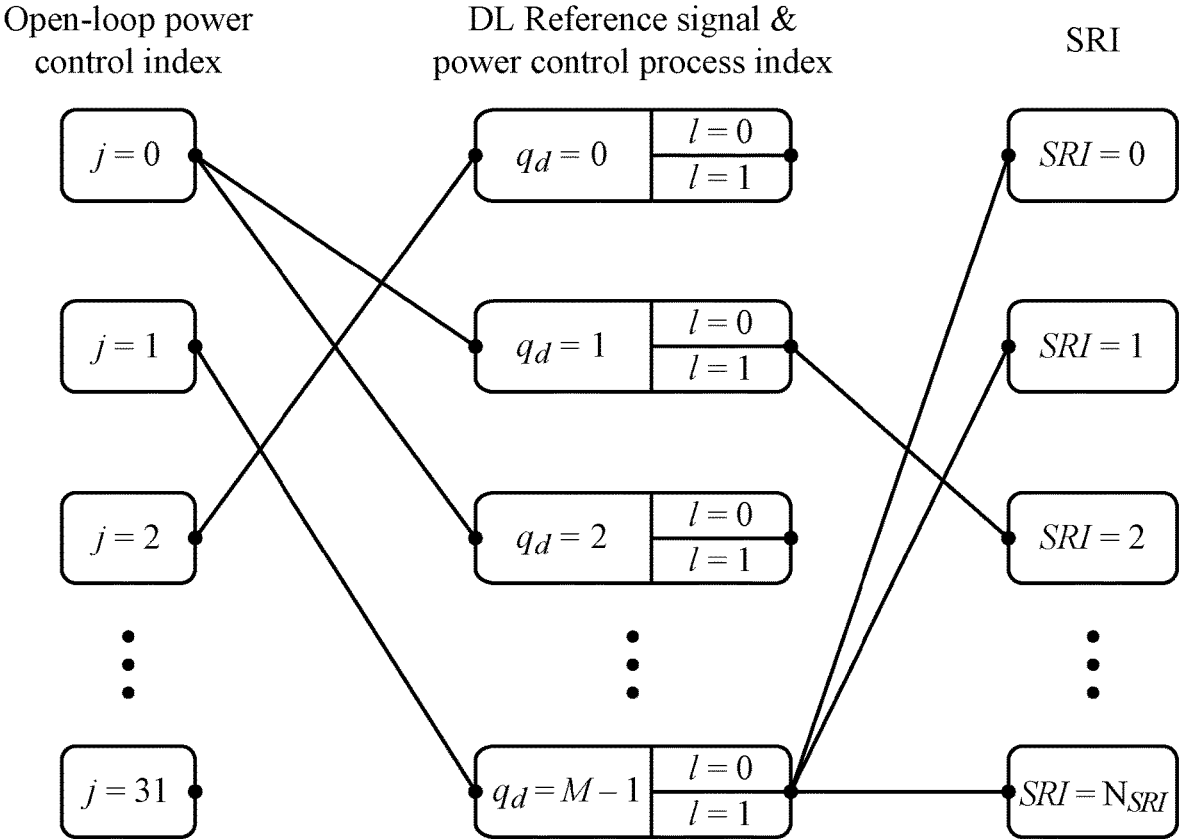 Open-loop power
control index
DL Reference signal &
power control process index
SRI
j = 0
q_d = 0
l = 0
l = 1
SRI = 0
j = 1
q_d = 1
l = 0
l = 1
SRI = 1
j = 2
q_d = 2
l = 0
l = 1
SRI = 2
j = 31
q_d = M – 1
l = 0
l = 1
SRI = N_SRI